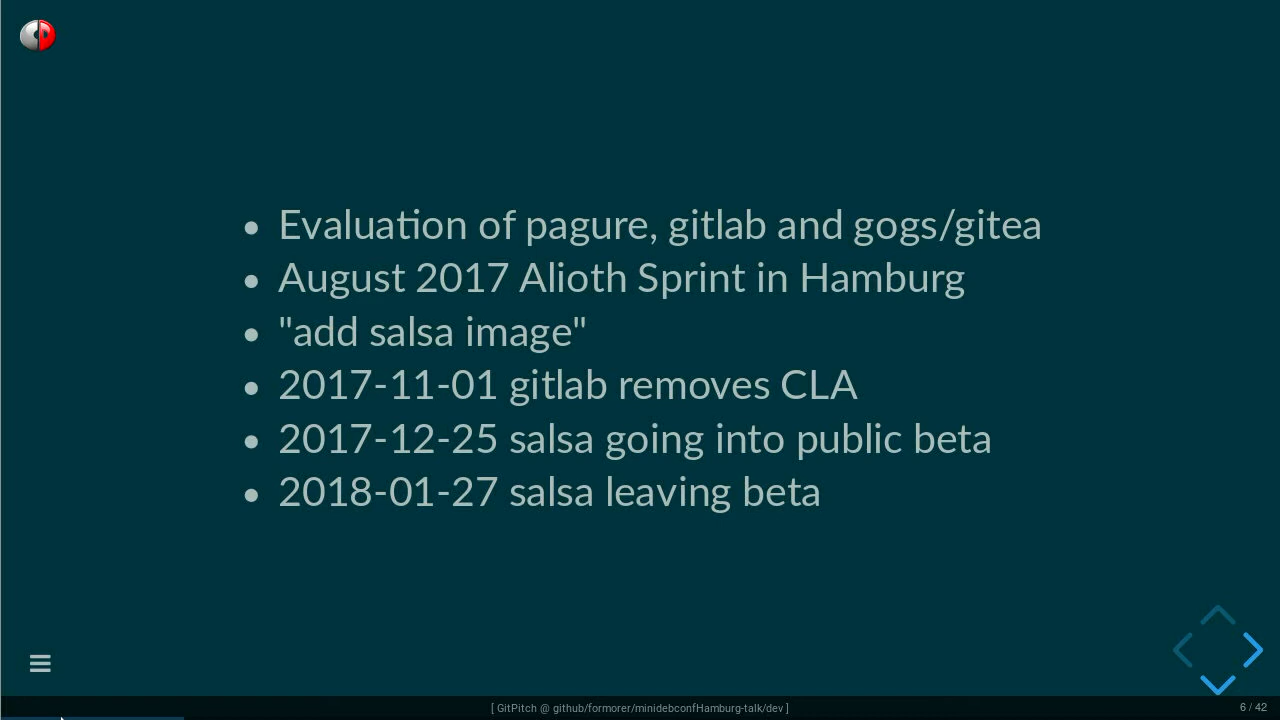 • Evaluation of pagure, gitlab and gogs/gitea
• August 2017 Alioth Sprint in Hamburg
• "add salsa image"
• 2017-11-01 gitlab removes CLA
• 2017-12-25 salsa going into public beta
• 2018-01-27 salsa leaving beta
[ GitPitch @ github/formorer/minidebconfHamburg-talk/dev ]
6 / 42